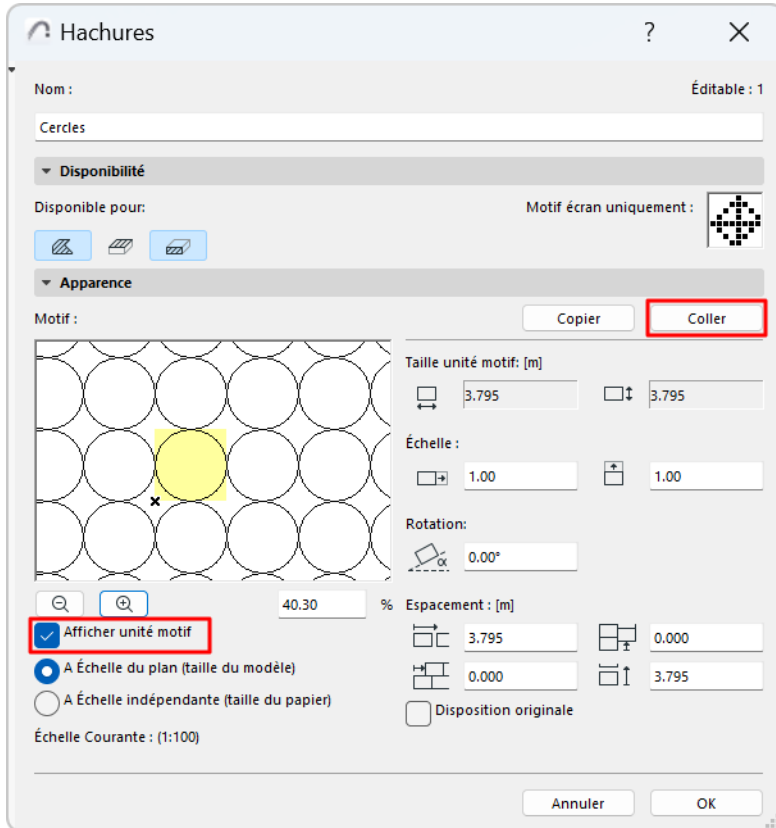 Hachures
?
Nom :
Éditable : 1
Cercles
Disponibilité
Disponible pour:
Motif écran uniquement :
Apparence
Motif :
Copier
Coller
Taille unité motif: [m]
3.795
3.795
Échelle :
1.00
1.00
Rotation:
α
0.00°
40.30
%
Espacement : [m]
Afficher unité motif
3.795
0.000
A Échelle du plan (taille du modèle)
0.000
3.795
A Échelle indépendante (taille du papier)
Disposition originale
Échelle Courante : (1:100)
Annuler
OK